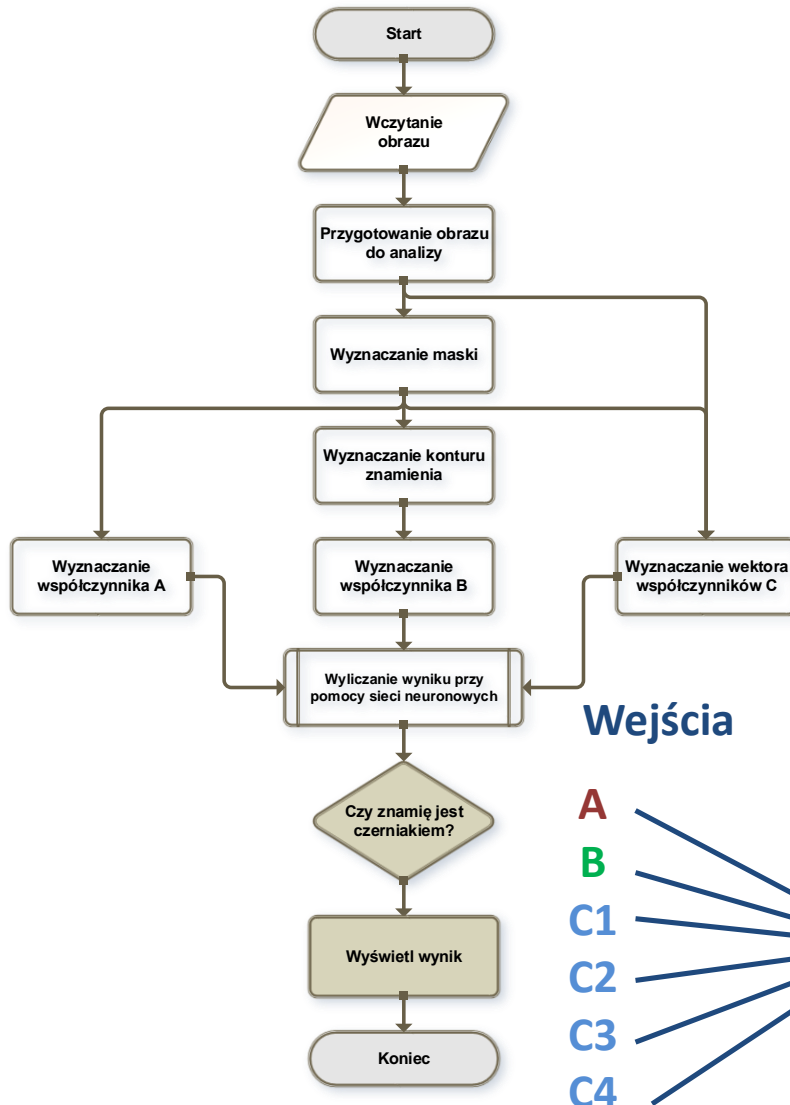 Start
Wczytanie
obrazu
Przygotowanie obrazu
do analizy
Wyznaczanie maski
Wyznaczanie konturu
znamienia
Wyznaczanie
współczynnika A
Wyznaczanie
współczynnika B
Wyznaczanie wektora
współczynników C
Wyliczanie wyniku przy
pomocy sieci neuronowych
Czy znamię jest
czerniakiem?
Wyświetl wynik
Koniec
Wejścia
A
B
C1
C2
C3
C4